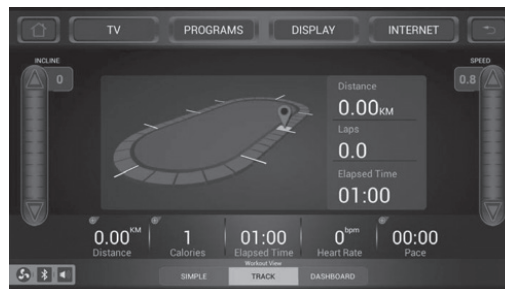 TV PROGRAMS DISPLAY INTERNET
INCLINE SPEED
0 0.8
Distance
0.00KM
Laps
0.0
Elapsed Time
01:00
0.00KM 1 01:00 0bpm 00:00
Distance Calories Elapsed Time Heart Rate Pace
Workout View
SIMPLE TRACK DASHBOARD